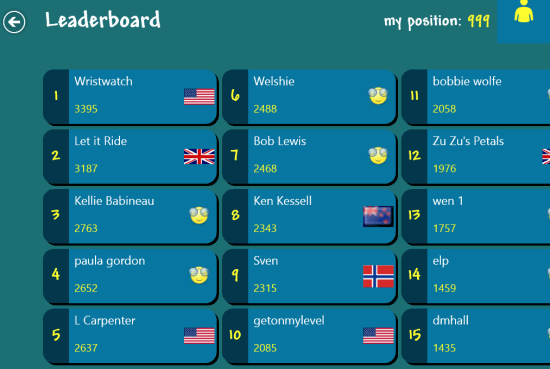 Leaderboard
my position: 999
1
Wristwatch
3395
2
Let it Ride
3187
3
Kellie Babineau
2763
4
paula gordon
2652
5
L Carpenter
2637
6
Welshie
2488
7
Bob Lewis
2468
8
Ken Kessell
2343
9
Sven
2315
10
getonmylevel
2085
11
bobbie wolfe
2058
12
Zu Zu's Petals
1976
13
wen 1
1757
14
elp
1459
15
dmhall
1435